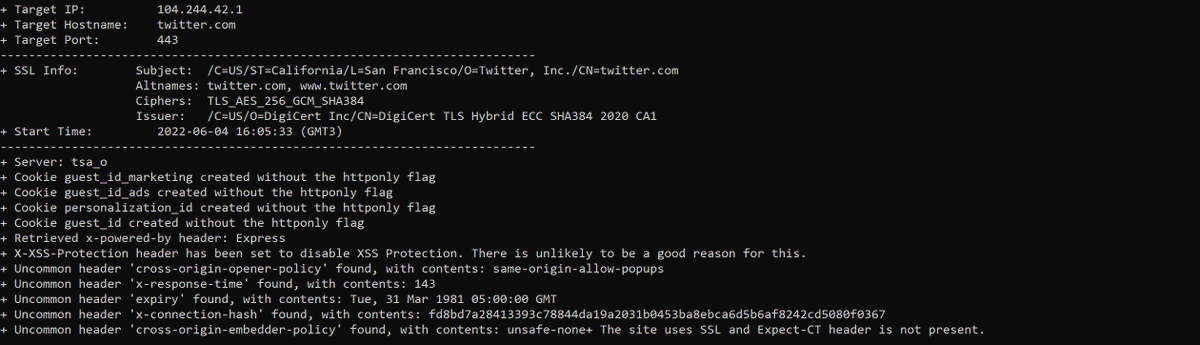 + Target IP: 104.244.42.1
+ Target Hostname: twitter.com
+ Target Port: 443
---------------------------------------------------------------------------
+ SSL Info: Subject: /C=US/ST=California/L=San Francisco/O=Twitter, Inc./CN=twitter.com
Altnames: twitter.com, www.twitter.com
Ciphers: TLS_AES_256_GCM_SHA384
Issuer: /C=US/O=DigiCert Inc/CN=DigiCert TLS Hybrid ECC SHA384 2020 CA1
+ Start Time: 2022-06-04 16:05:33 (GMT3)
---------------------------------------------------------------------------
+ Server: tsa_o
+ Cookie guest_id_marketing created without the httponly flag
+ Cookie guest_id_ads created without the httponly flag
+ Cookie personalization_id created without the httponly flag
+ Cookie guest_id created without the httponly flag
+ Retrieved x-powered-by header: Express
+ X-XSS-Protection header has been set to disable XSS Protection. There is unlikely to be a good reason for this.
+ Uncommon header 'cross-origin-opener-policy' found, with contents: same-origin-allow-popups
+ Uncommon header 'x-response-time' found, with contents: 143
+ Uncommon header 'expiry' found, with contents: Tue, 31 Mar 1981 05:00:00 GMT
+ Uncommon header 'x-connection-hash' found, with contents: fd8bd7a28413393c78844da19a2031b0453ba8ebca6d5b6af8242cd5080f0367
+ Uncommon header 'cross-origin-embedder-policy' found, with contents: unsafe-none+ The site uses SSL and Expect-CT header is not present.